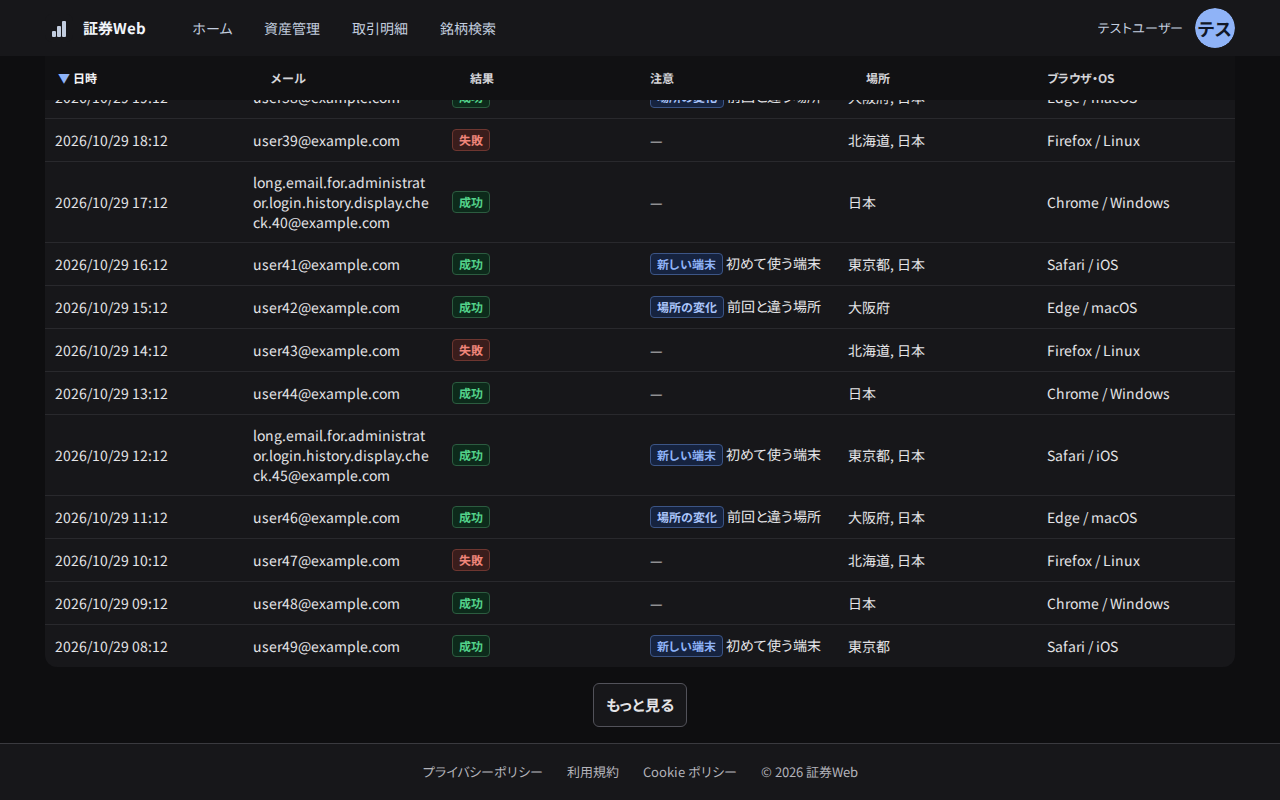 証券Web ホーム 資産管理 取引明細 銘柄検索 テストユーザー テス
▼日時 メール 結果 注意 場所 ブラウザ・OS
2026/10/29 18:12 user39@example.com 失敗 — 北海道, 日本 Firefox / Linux
long.email.for.administrat
2026/10/29 17:12 or.login.history.display.che 成功 — 日本 Chrome / Windows
ck.40@example.com
2026/10/29 16:12 user41@example.com 成功 新しい端末 初めて使う端末 東京都, 日本 Safari / iOS
2026/10/29 15:12 user42@example.com 成功 場所の変化 前回と違う場所 大阪府 Edge / macOS
2026/10/29 14:12 user43@example.com 失敗 — 北海道, 日本 Firefox / Linux
2026/10/29 13:12 user44@example.com 成功 — 日本 Chrome / Windows
long.email.for.administrat
2026/10/29 12:12 or.login.history.display.che 成功 新しい端末 初めて使う端末 東京都, 日本 Safari / iOS
ck.45@example.com
2026/10/29 11:12 user46@example.com 成功 場所の変化 前回と違う場所 大阪府, 日本 Edge / macOS
2026/10/29 10:12 user47@example.com 失敗 — 北海道, 日本 Firefox / Linux
2026/10/29 09:12 user48@example.com 成功 — 日本 Chrome / Windows
2026/10/29 08:12 user49@example.com 成功 新しい端末 初めて使う端末 東京都 Safari / iOS
もっと見る
プライバシーポリシー 利用規約 Cookie ポリシー © 2026 証券Web